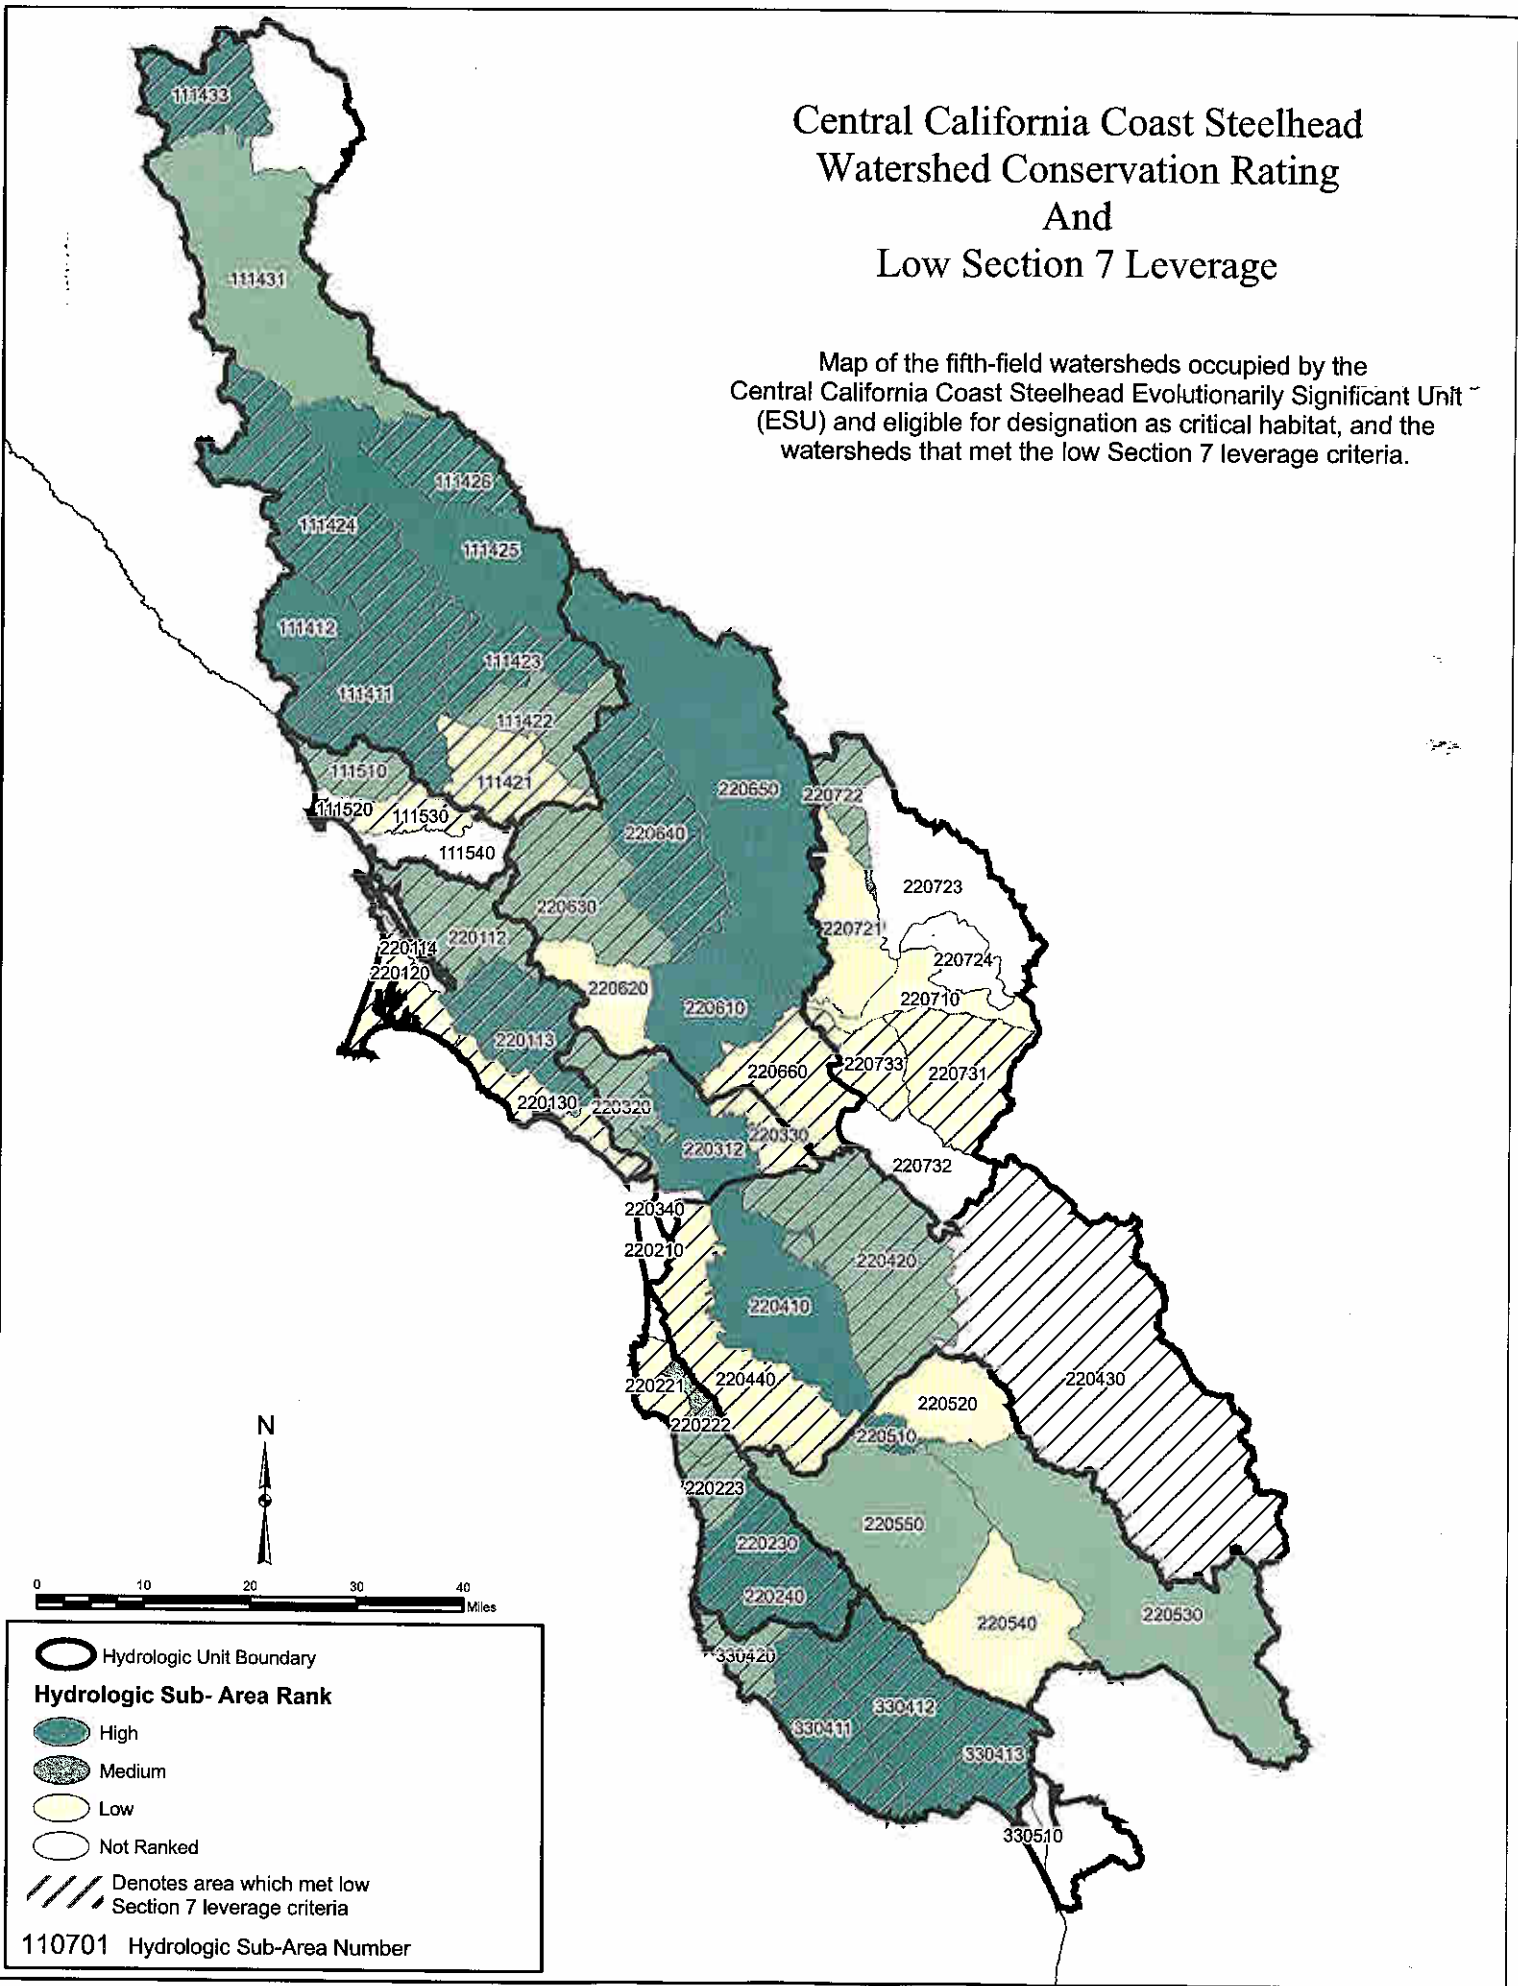 Central California Coast Steelhead
Watershed Conservation Rating
And
Low Section 7 Leverage
Map of the fifth-field watersheds occupied by the
Central California Coast Steelhead Evolutionarily Significant Unit
(ESU) and eligible for designation as critical habitat, and the
watersheds that met the low Section 7 leverage criteria.
111433
111431
111426
111424
111425
111412
111423
111411
111422
111510
111421
220650
220722
111520
111530
220640
111540
220723
220630
220721
220112
220114
220724
220120
220620
220710
220610
220113
220660
220733
220731
220130
220320
220330
220312
220732
220340
220210
220420
220410
220440
220430
220221
220520
220222
220510
220223
220550
220230
220240
220540
220530
330420
330412
330411
330413
330510
N
0 10 20 30 40
Miles
Hydrologic Unit Boundary
Hydrologic Sub- Area Rank
High
Medium
Low
Not Ranked
Denotes area which met low
Section 7 leverage criteria
110701 Hydrologic Sub-Area Number